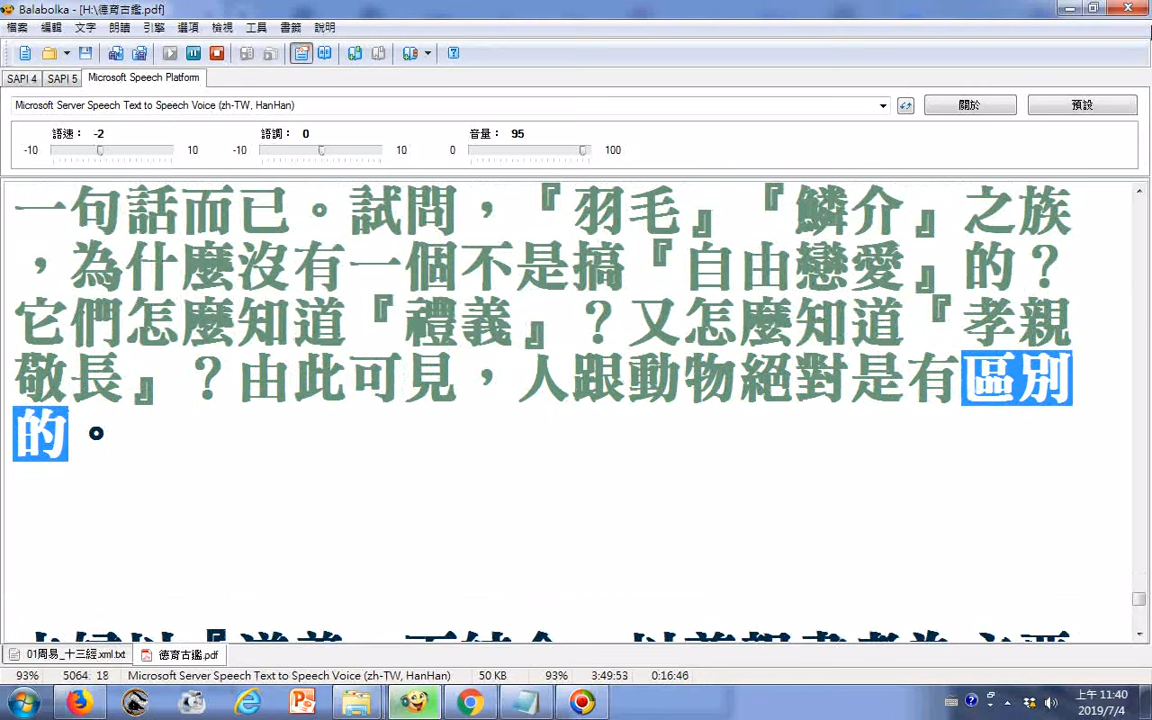 Balabolka - [H:\德育古鑑.pdf]
檔案 編輯 文字 朗讀 引擎 選項 檢視 工具 書籤 說明
SAPI 4 SAPI 5 Microsoft Speech Platform
Microsoft Server Speech Text to Speech Voice (zh-TW, HanHan) 關於 預設
語速： -2 語調： 0 音量： 95
-10 10 -10 10 0 100
一句話而已。試問，『羽毛』『鱗介』之族
，為什麼沒有一個不是搞『自由戀愛』的？
它們怎麼知道『禮義』？又怎麼知道『孝親
敬長』？由此可見，人跟動物絕對是有區別
的。
01周易_十三經.xml.txt 德育古鑑.pdf
93% 5064: 18 Microsoft Server Speech Text to Speech Voice (zh-TW, HanHan) 50 KB 93% 3:49:53 0:16:46
上午 11:40
2019/7/4